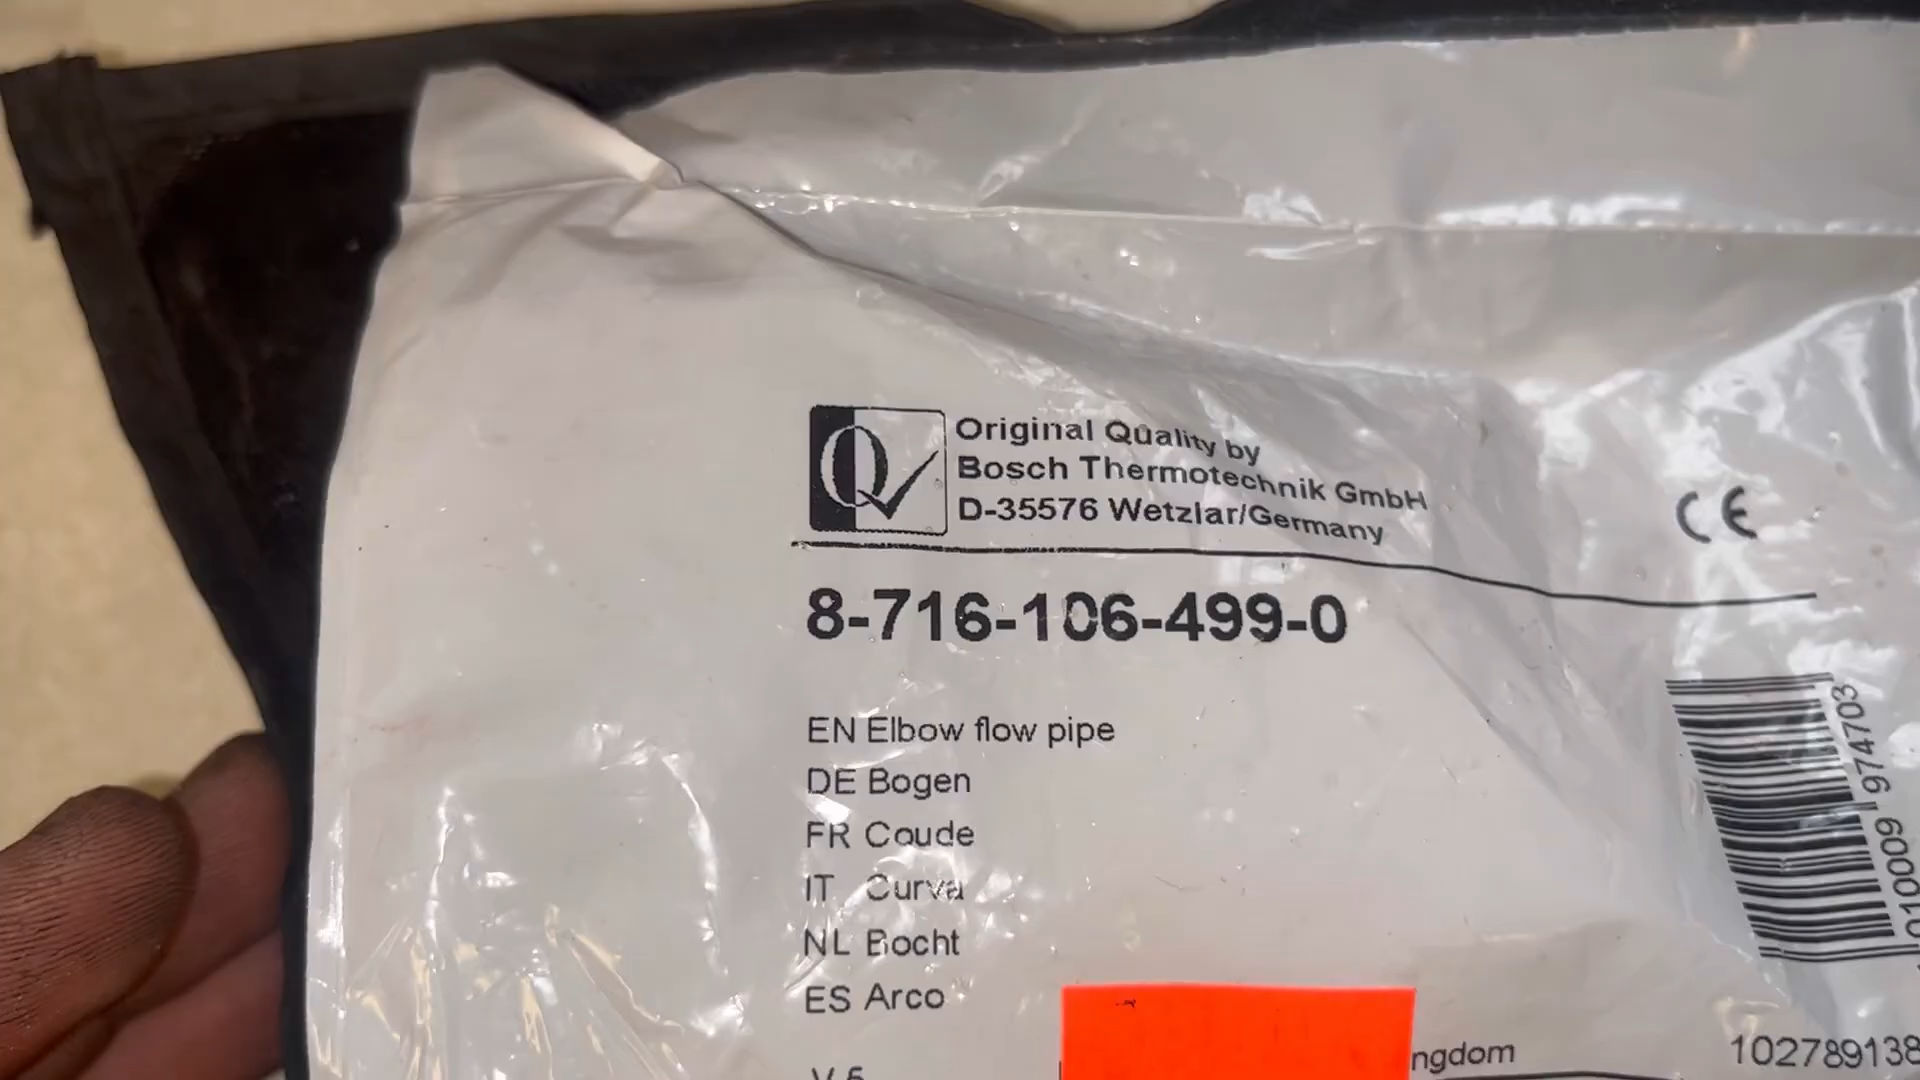 Original Quality by
Bosch Thermotechnik GmbH
D-35576 Wetzlar/Germany
CE
8-716-106-499-0
EN Elbow flow pipe
DE Bogen
FR Coude
IT Curva
NL Bocht
ES Arco
974703
ngdom
102789138